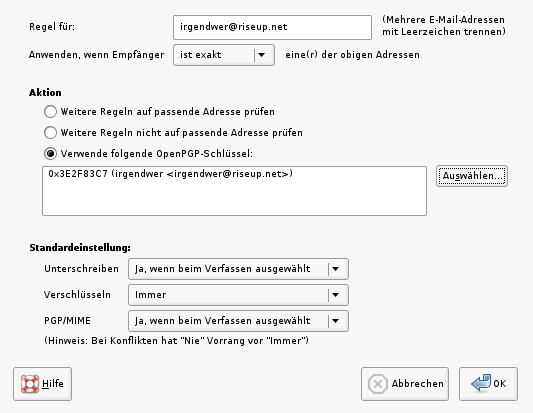 Regel für:
irgendwer@riseup.net
(Mehrere E-Mail-Adressen
mit Leerzeichen trennen)
Anwenden, wenn Empfänger ist exakt eine(r) der obigen Adressen
Aktion
Weitere Regeln auf passende Adresse prüfen
Weitere Regeln nicht auf passende Adresse prüfen
Verwende folgende OpenPGP-Schlüssel:
0x3E2F83C7 (irgendwer <irgendwer@riseup.net>)
Auswählen...
Standardeinstellung:
Unterschreiben Ja, wenn beim Verfassen ausgewählt
Verschlüsseln Immer
PGP/MIME Ja, wenn beim Verfassen ausgewählt
(Hinweis: Bei Konflikten hat "Nie" Vorrang vor "Immer")
Hilfe Abbrechen OK